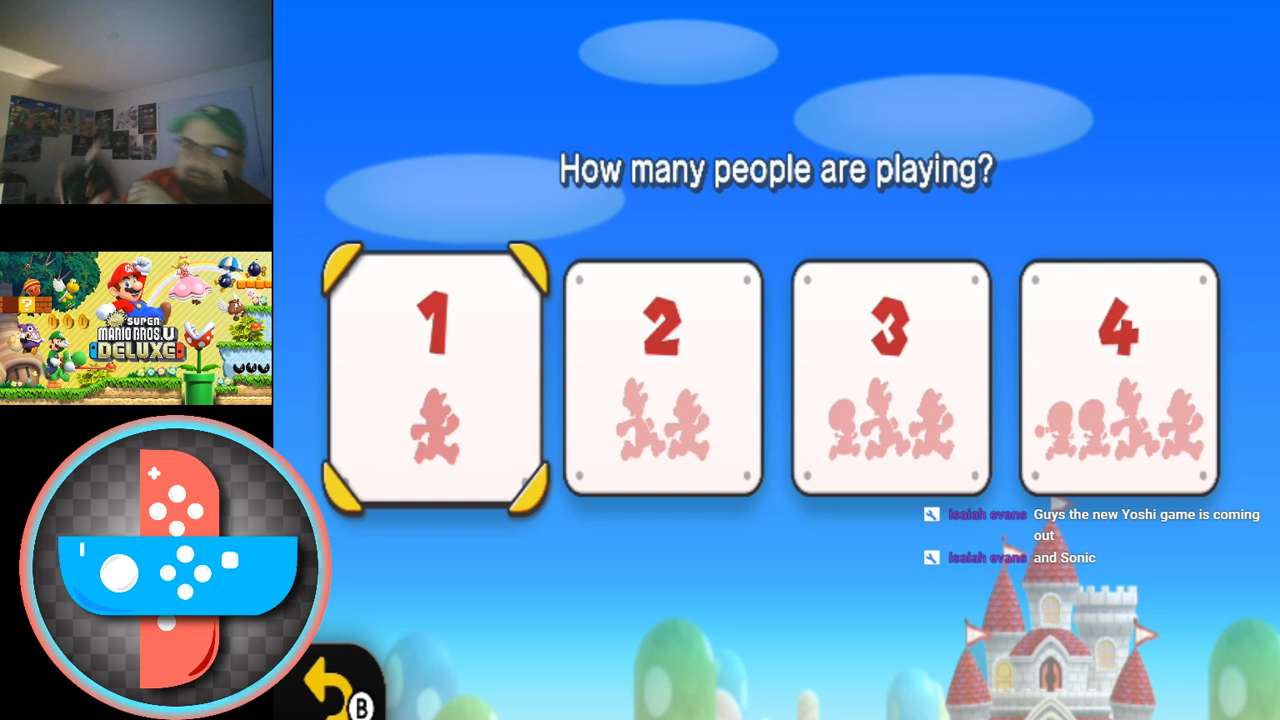 How many people are playing?
1
2
3
4
SUPER
MARIO BROS. U
DELUXE
isaiah evans Guys the new Yoshi game is coming
out
isaiah evans and Sonic
B